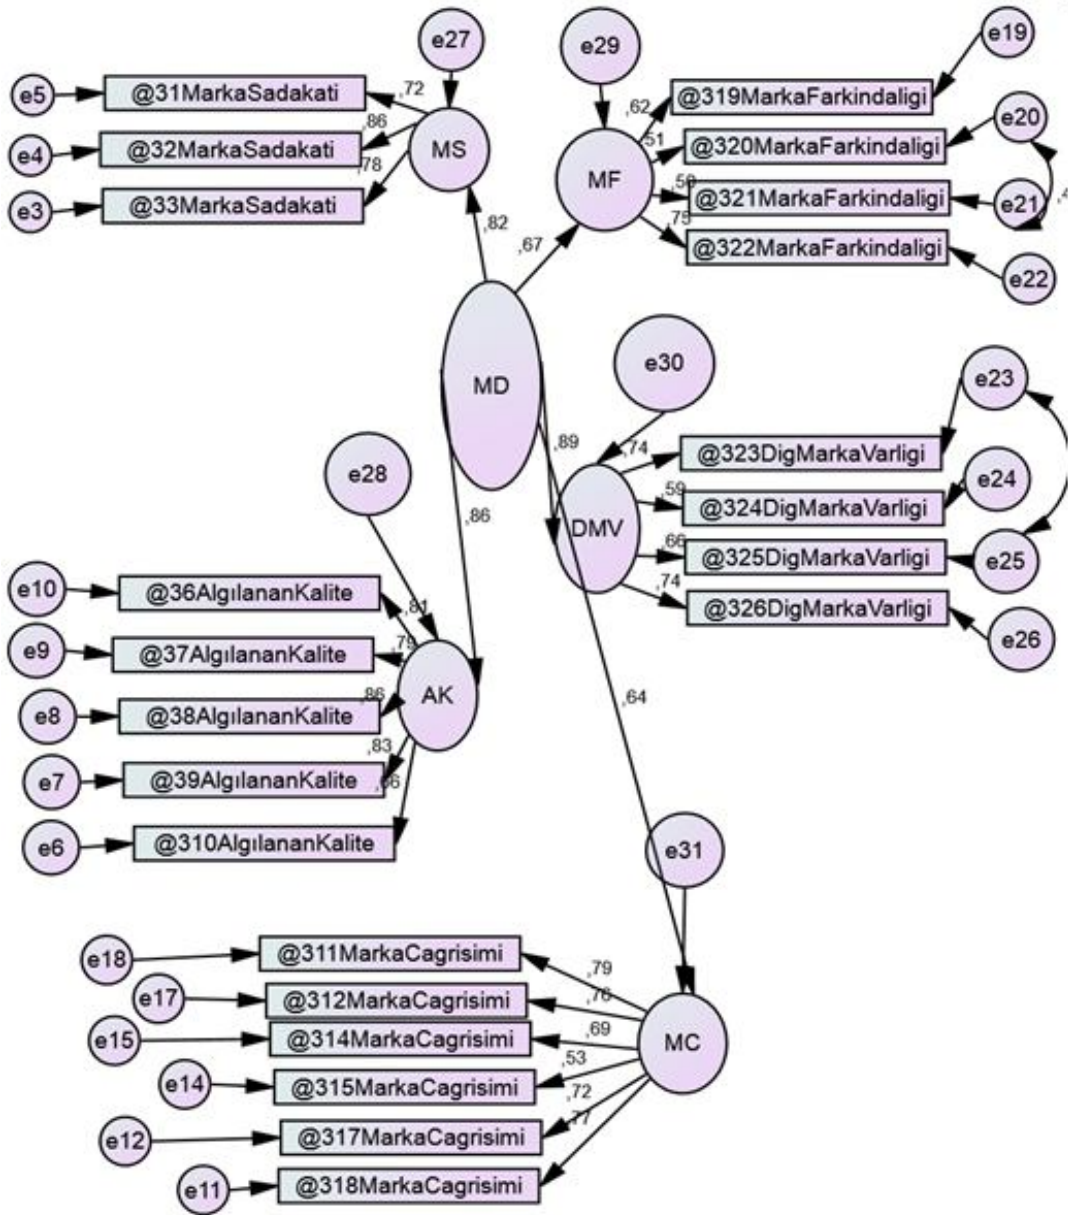 e27
e5
@31MarkaSadakati
,72
e4
@32MarkaSadakati
,86
e3
@33MarkaSadakati
,78
MS
e29
e19
@319MarkaFarkindaligi
,62
e20
@320MarkaFarkindaligi
,51
MF
e21
@321MarkaFarkindaligi
@322MarkaFarkindaligi
,75
e22
,82
,67
MD
e30
,89
e23
@323DigMarkaVarligi
,74
e24
@324DigMarkaVarligi
,59
DMV
e25
@325DigMarkaVarligi
,66
@326DigMarkaVarligi
,74
e26
e28
,86
e10
@36AlgılananKalite
,81
e9
@37AlgılananKalite
,79
e8
@38AlgılananKalite
,86
AK
e7
@39AlgılananKalite
,83
e6
@310AlgılananKalite
,66
,64
e31
e18
@311MarkaCagrisimi
,79
e17
@312MarkaCagrisimi
,76
e15
@314MarkaCagrisimi
,69
MC
e14
@315MarkaCagrisimi
,53
e12
@317MarkaCagrisimi
,72
e11
@318MarkaCagrisimi
,77